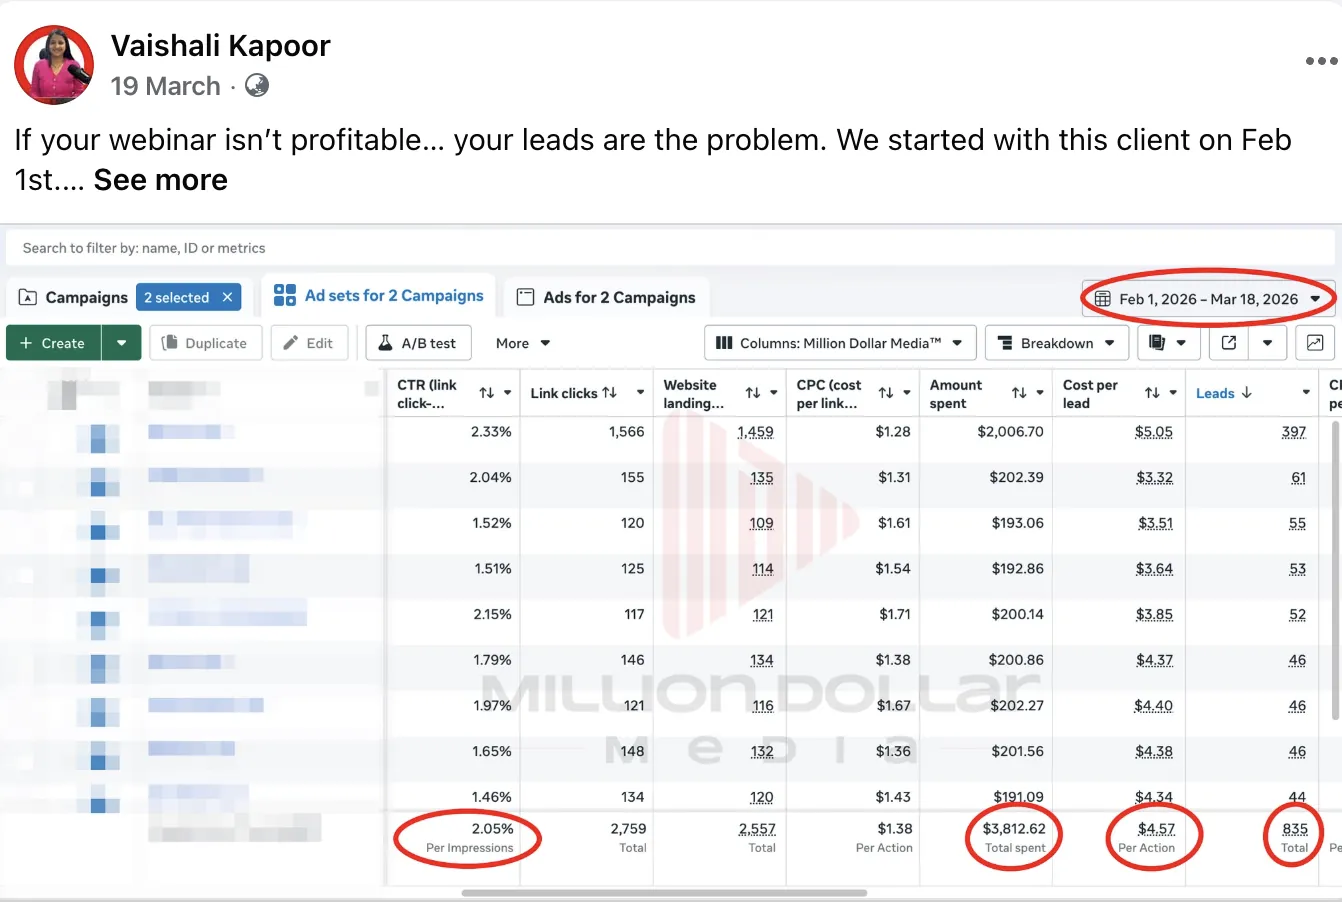 Vaishali Kapoor
19 March ·
If your webinar isn't profitable... your leads are the problem. We started with this client on Feb
1st.... See more
Search to filter by: name, ID or metrics
Campaigns 2 selected × Ad sets for 2 Campaigns Ads for 2 Campaigns Feb 1, 2026 – Mar 18, 2026
+ Create Duplicate Edit A/B test More Columns: Million Dollar Media™ Breakdown
CTR (link click-... Link clicks Website landing... CPC (cost per link... Amount spent Cost per lead Leads
2.33% 1,566 1,459 $1.28 $2,006.70 $5.05 397
2.04% 155 135 $1.31 $202.39 $3.32 61
1.52% 120 109 $1.61 $193.06 $3.51 55
1.51% 125 114 $1.54 $192.86 $3.64 53
2.15% 117 121 $1.71 $200.14 $3.85 52
1.79% 146 134 $1.38 $200.86 $4.37 46
1.97% 121 116 $1.67 $202.27 $4.40 46
1.65% 148 132 $1.36 $201.56 $4.38 46
1.46% 134 120 $1.43 $191.09 $4.34 44
2.05% 2,759 2,557 $1.38 $3,812.62 $4.57 835
Per Impressions Total Total Per Action Total spent Per Action Total
MILLION DOLLAR
MEDIA